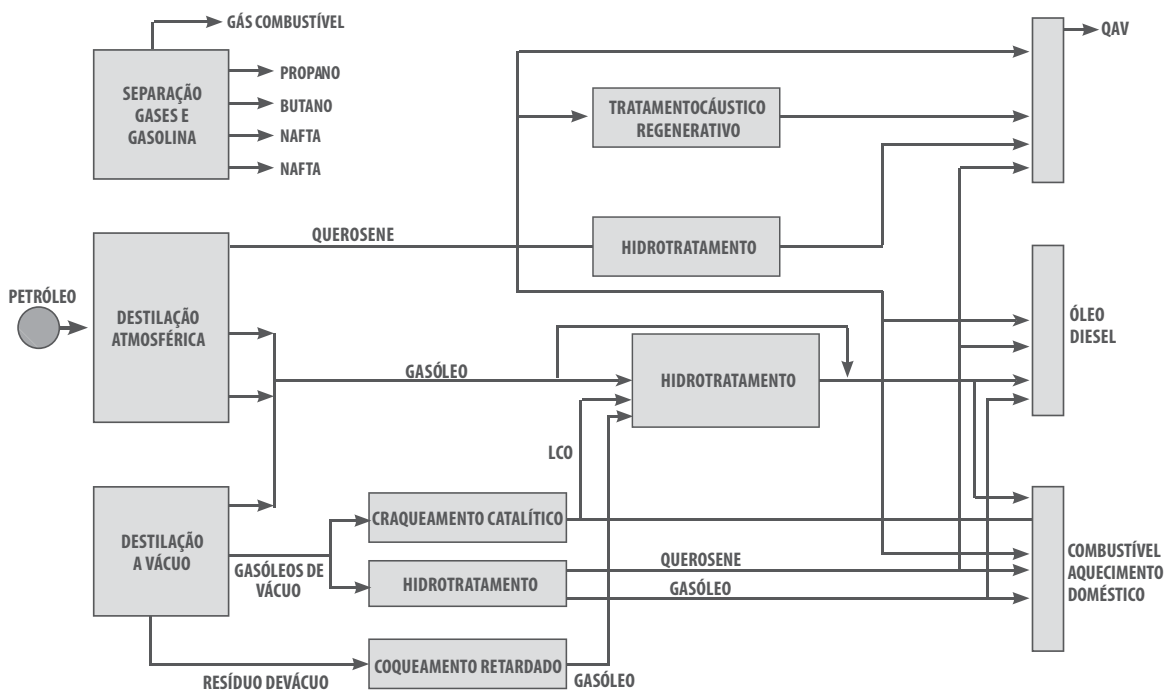 GÁS COMBUSTÍVEL
SEPARAÇÃO
GASES E
GASOLINA
PROPANO
BUTANO
NAFTA
NAFTA
TRATAMENTOCÁUSTICO
REGENERATIVO
QAV
QUEROSENE
HIDROTRATAMENTO
PETRÓLEO
DESTILAÇÃO
ATMOSFÉRICA
GASÓLEO
HIDROTRATAMENTO
ÓLEO
DIESEL
LCO
DESTILAÇÃO
A VÁCUO
GASÓLEOS DE
VÁCUO
CRAQUEAMENTO CATALÍTICO
HIDROTRATAMENTO
QUEROSENE
GASÓLEO
COMBUSTÍVEL
AQUECIMENTO
DOMÉSTICO
RESÍDUO DEVÁCUO
COQUEAMENTO RETARDADO
GASÓLEO